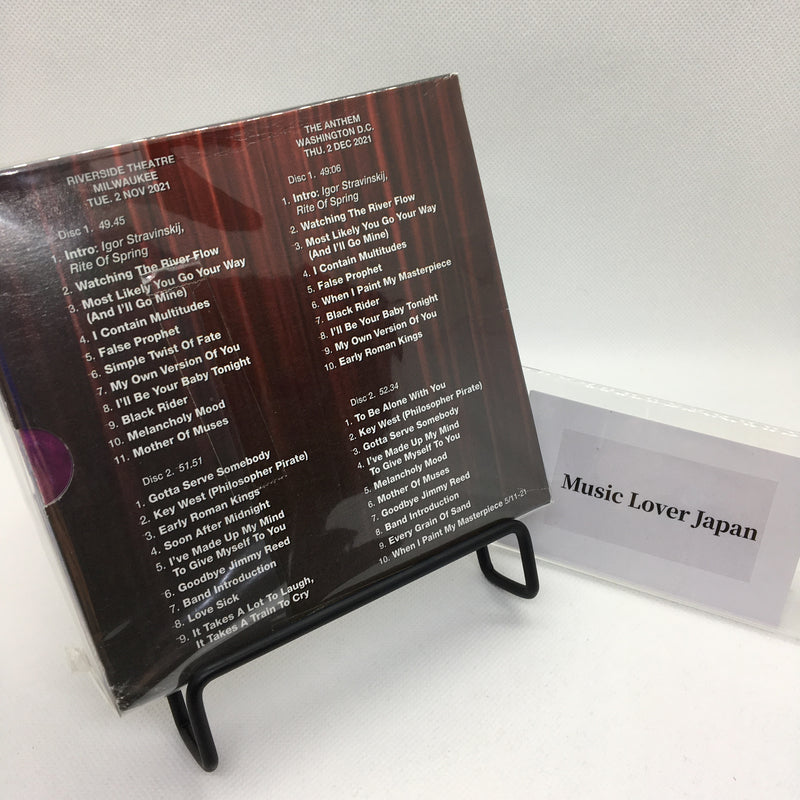 RIVERSIDE THEATRE
MILWAUKEE
TUE. 2 NOV 2021
Disc 1. 49.45
1. Intro: Igor Stravinskij,
Rite Of Spring
2. Watching The River Flow
3. Most Likely You Go Your Way
(And I'll Go Mine)
4. I Contain Multitudes
5. False Prophet
6. Simple Twist Of Fate
7. My Own Version Of You
8. I'll Be Your Baby Tonight
9. Black Rider
10. Melancholy Mood
11. Mother Of Muses
Disc 2. 51.51
1. Gotta Serve Somebody
2. Key West (Philosopher Pirate)
3. Early Roman Kings
4. Soon After Midnight
5. I've Made Up My Mind
To Give Myself To You
6. Goodbye Jimmy Reed
7. Band Introduction
8. Love Sick
9. It Takes A Lot To Laugh,
It Takes A Train To Cry
THE ANTHEM
WASHINGTON D.C.
THU. 2 DEC 2021
Disc 1. 49:06
1. Intro: Igor Stravinskij,
Rite Of Spring
2. Watching The River Flow
3. Most Likely You Go Your Way
(And I'll Go Mine)
4. I Contain Multitudes
5. False Prophet
6. When I Paint My Masterpiece
7. Black Rider
8. I'll Be Your Baby Tonight
9. My Own Version Of You
10. Early Roman Kings
Disc 2. 52.34
1. To Be Alone With You
2. Key West (Philosopher Pirate)
3. Gotta Serve Somebody
4. I've Made Up My Mind
To Give Myself To You
5. Melancholy Mood
6. Mother Of Muses
7. Goodbye Jimmy Reed
8. Band Introduction
9. Every Grain Of Sand
10. When I Paint My Masterpiece 5/11-21
Music Lover Japan